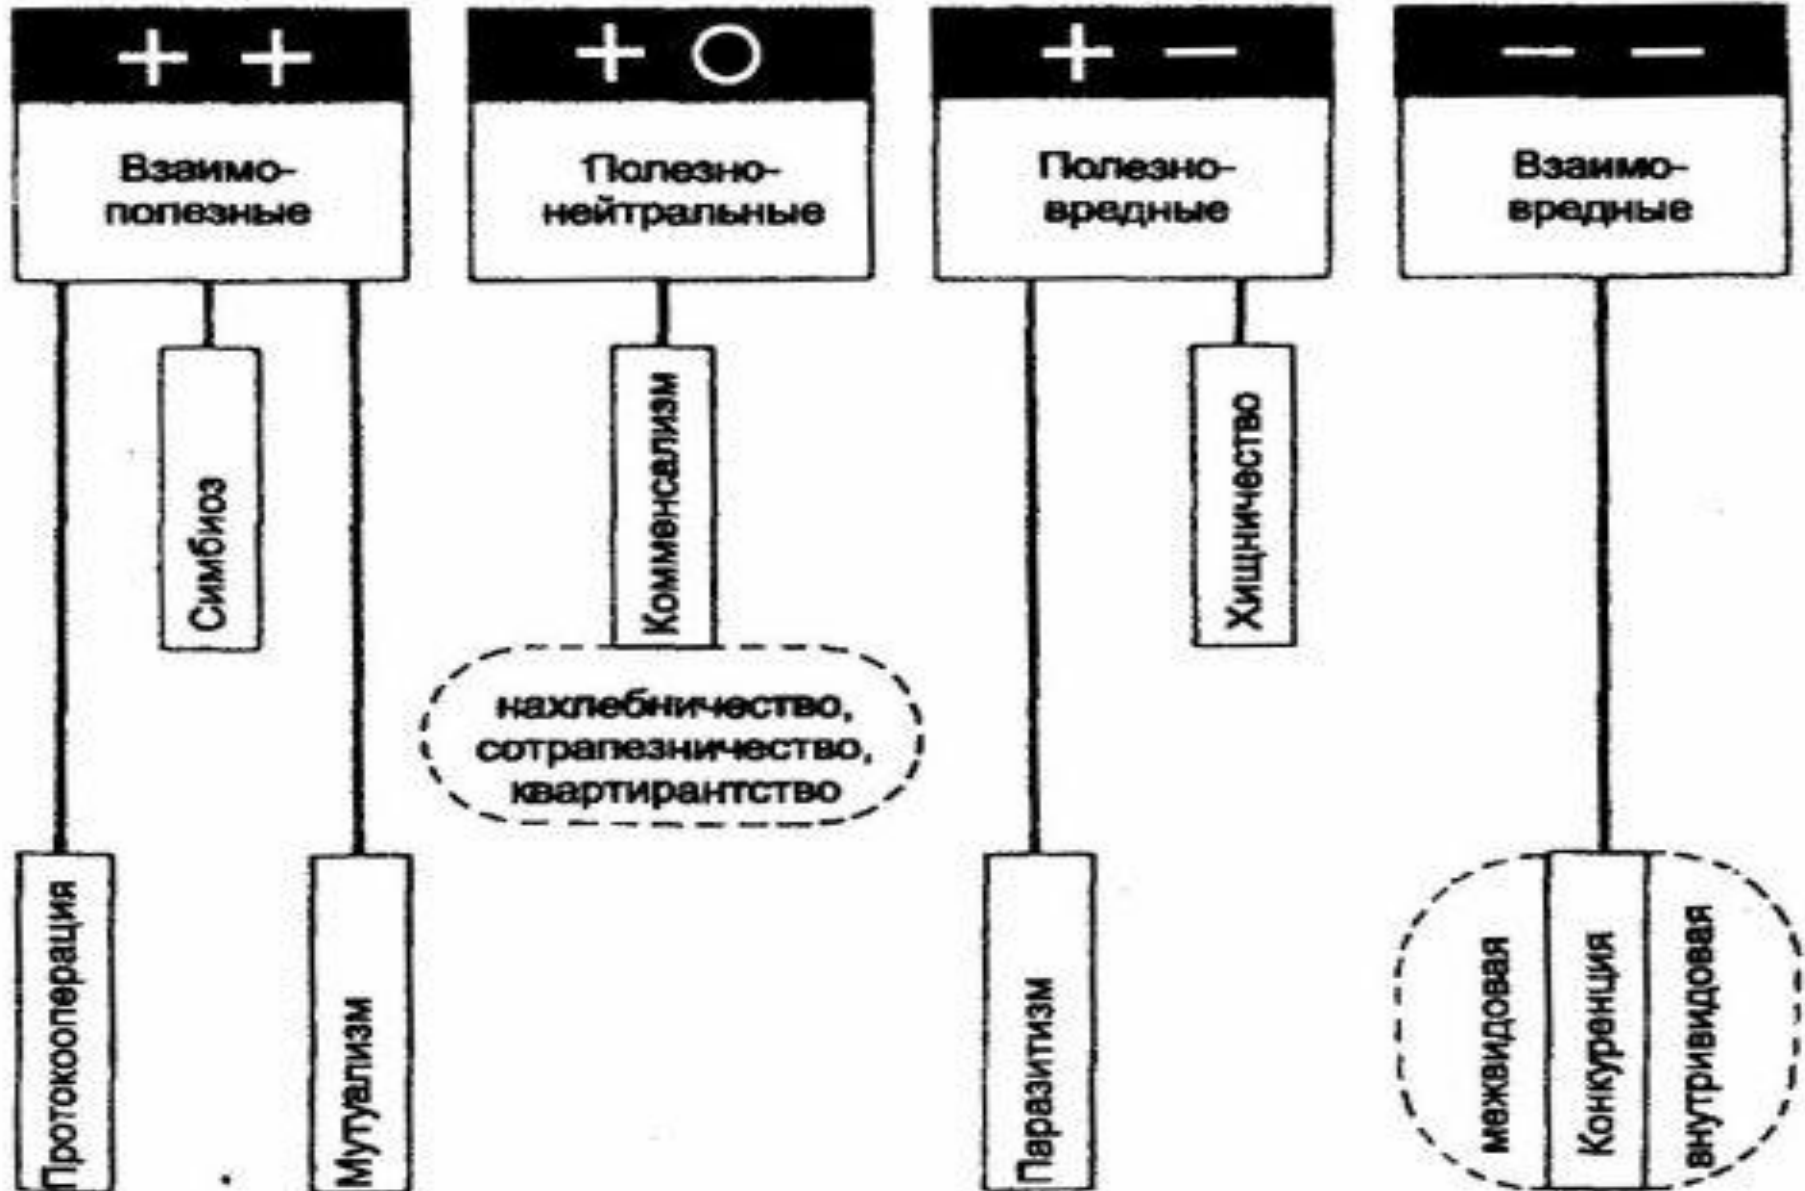 + +
Взаимо-
полезные
+ О
Полезно-
нейтральные
+ –
Полезно-
вредные
– –
Взаимо-
вредные
Симбиоз
Комменсализм
Хищничество
нахлебничество,
сотрапезничество,
квартирантство
Протокооперация
Мутуализм
Паразитизм
межвидовая
Конкуренция
внутривидовая